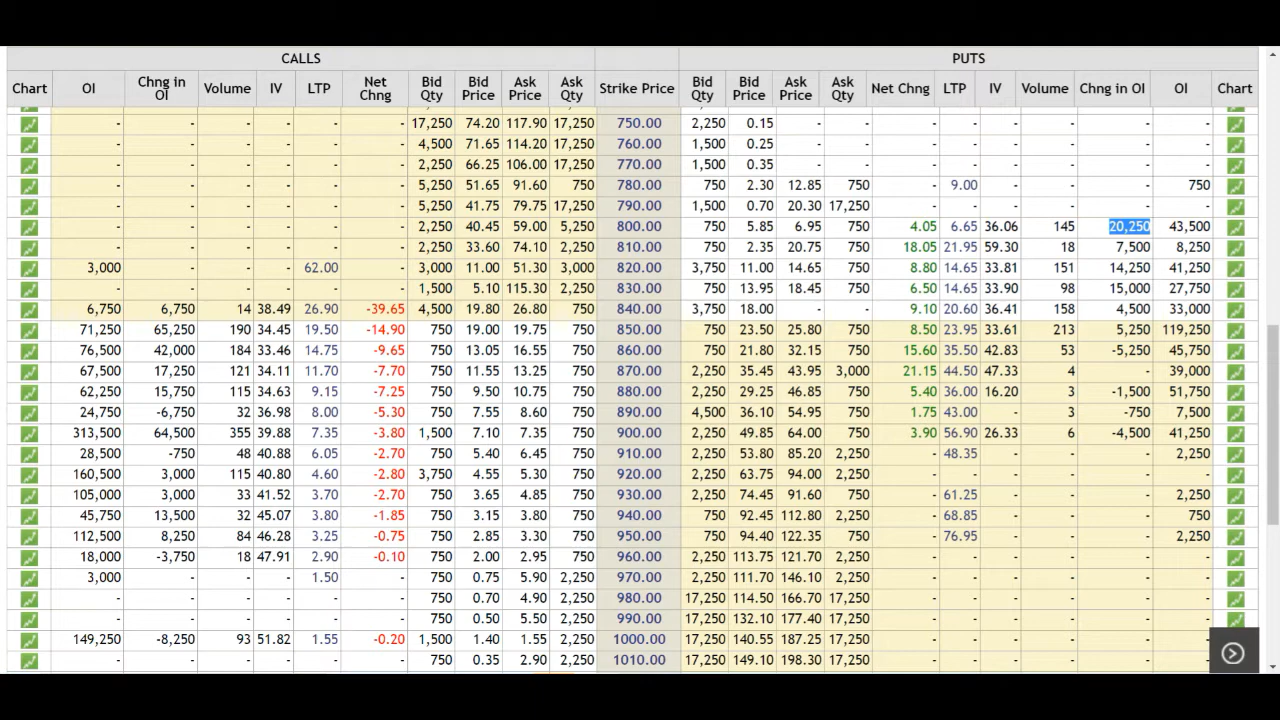 CALLS PUTS
Chart OI Chng in OI Volume IV LTP Net Chng Bid Qty Bid Price Ask Price Ask Qty Strike Price Bid Qty Bid Price Ask Price Ask Qty Net Chng LTP IV Volume Chng in OI OI Chart
- - - - - - 17,250 74.20 117.90 17,250 750.00 2,250 0.15 - - - - - - - -
- - - - - - 4,500 71.65 114.20 17,250 760.00 1,500 0.25 - - - - - - - -
- - - - - - 2,250 66.25 106.00 17,250 770.00 1,500 0.35 - - - - - - - -
- - - - - - 5,250 51.65 91.60 750 780.00 750 2.30 12.85 750 - 9.00 - - - 750
- - - - - - 5,250 41.75 79.75 17,250 790.00 1,500 0.70 20.30 17,250 - - - - - -
- - - - - - 2,250 40.45 59.00 5,250 800.00 750 5.85 6.95 750 4.05 6.65 36.06 145 20,250 43,500
- - - - - - 2,250 33.60 74.10 2,250 810.00 750 2.35 20.75 750 18.05 21.95 59.30 18 7,500 8,250
3,000 - - - 62.00 - 3,000 11.00 51.30 3,000 820.00 3,750 11.00 14.65 750 8.80 14.65 33.81 151 14,250 41,250
- - - - - - 1,500 5.10 115.30 2,250 830.00 750 13.95 18.45 750 6.50 14.65 33.90 98 15,000 27,750
6,750 6,750 14 38.49 26.90 -39.65 4,500 19.80 26.80 750 840.00 3,750 18.00 - - 9.10 20.60 36.41 158 4,500 33,000
71,250 65,250 190 34.45 19.50 -14.90 750 19.00 19.75 750 850.00 750 23.50 25.80 750 8.50 23.95 33.61 213 5,250 119,250
76,500 42,000 184 33.46 14.75 -9.65 750 13.05 16.55 750 860.00 750 21.80 32.15 750 15.60 35.50 42.83 53 -5,250 45,750
67,500 17,250 121 34.11 11.70 -7.70 750 11.55 13.25 750 870.00 2,250 35.45 43.95 3,000 21.15 44.50 47.33 4 - 39,000
62,250 15,750 115 34.63 9.15 -7.25 750 9.50 10.75 750 880.00 2,250 29.25 46.85 750 5.40 36.00 16.20 3 -1,500 51,750
24,750 -6,750 32 36.98 8.00 -5.30 750 7.55 8.60 750 890.00 4,500 36.10 54.95 750 1.75 43.00 - 3 -750 7,500
313,500 64,500 355 39.88 7.35 -3.80 1,500 7.10 7.35 750 900.00 2,250 49.85 64.00 750 3.90 56.90 26.33 6 -4,500 41,250
28,500 -750 48 40.88 6.05 -2.70 750 5.40 6.45 750 910.00 2,250 53.80 85.20 2,250 - 48.35 - - - 2,250
160,500 3,000 115 40.80 4.60 -2.80 3,750 4.55 5.30 750 920.00 2,250 63.75 94.00 2,250 - - - - - -
105,000 3,000 33 41.52 3.70 -2.70 750 3.65 4.85 750 930.00 2,250 74.45 91.60 750 - 61.25 - - - 2,250
45,750 13,500 32 45.07 3.80 -1.85 750 3.15 3.80 750 940.00 750 92.45 112.80 2,250 - 68.85 - - - 750
112,500 8,250 84 46.28 3.25 -0.75 750 2.85 3.30 750 950.00 750 94.40 122.35 2,250 - 76.95 - - - 2,250
18,000 -3,750 18 47.91 2.90 -0.10 750 2.00 2.95 750 960.00 2,250 113.75 121.70 2,250 - - - - - -
3,000 - - - 1.50 - 750 0.75 5.90 2,250 970.00 2,250 111.70 146.10 2,250 - - - - - -
- - - - - - 750 0.70 4.90 2,250 980.00 17,250 114.50 166.70 17,250 - - - - - -
- - - - - - 750 0.50 5.50 2,250 990.00 17,250 132.10 177.40 17,250 - - - - - -
149,250 -8,250 93 51.82 1.55 -0.20 1,500 1.40 1.55 2,250 1000.00 17,250 140.55 187.25 17,250 - - - - - -
- - - - - - 750 0.35 2.90 2,250 1010.00 17,250 149.10 198.30 17,250 - - - - - -